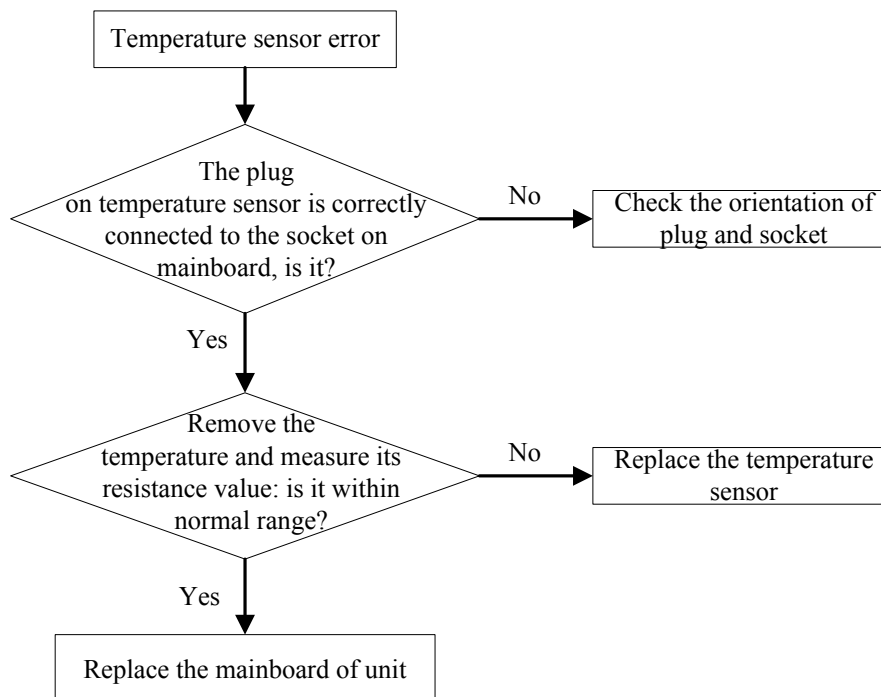 Temperature sensor error
The plug
on temperature sensor is correctly
connected to the socket on
mainboard, is it?
No
Check the orientation of
plug and socket
Yes
Remove the
temperature and measure its
resistance value: is it within
normal range?
No
Replace the temperature
sensor
Yes
Replace the mainboard of unit